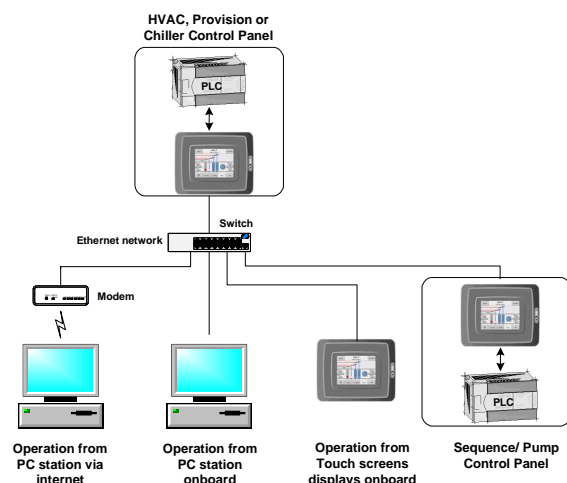 HVAC, Provision or
Chiller Control Panel
PLC
Switch
Ethernet network
Modem
PLC
Operation from
PC station via
internet
Operation from
PC station
onboard
Operation from
Touch screens
displays onboard
Sequence/ Pump
Control Panel